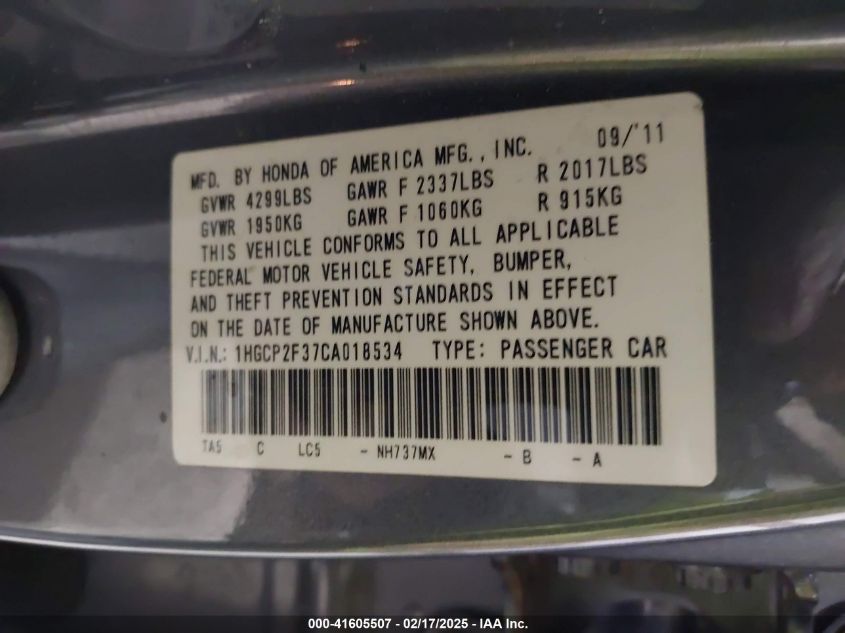 MFD. BY HONDA OF AMERICA MFG., INC. 09/'11
GVWR 4299LBS GAWR F 2337LBS R 2017LBS
GVWR 1950KG GAWR F 1060KG R 915KG
THIS VEHICLE CONFORMS TO ALL APPLICABLE
FEDERAL MOTOR VEHICLE SAFETY, BUMPER,
AND THEFT PREVENTION STANDARDS IN EFFECT
ON THE DATE OF MANUFACTURE SHOWN ABOVE.
V.I.N.: 1HGCP2F37CA018534 TYPE: PASSENGER CAR
TA5 C LC5 - NH737MX - B - A
000-41605507 - 02/17/2025 - IAA Inc.